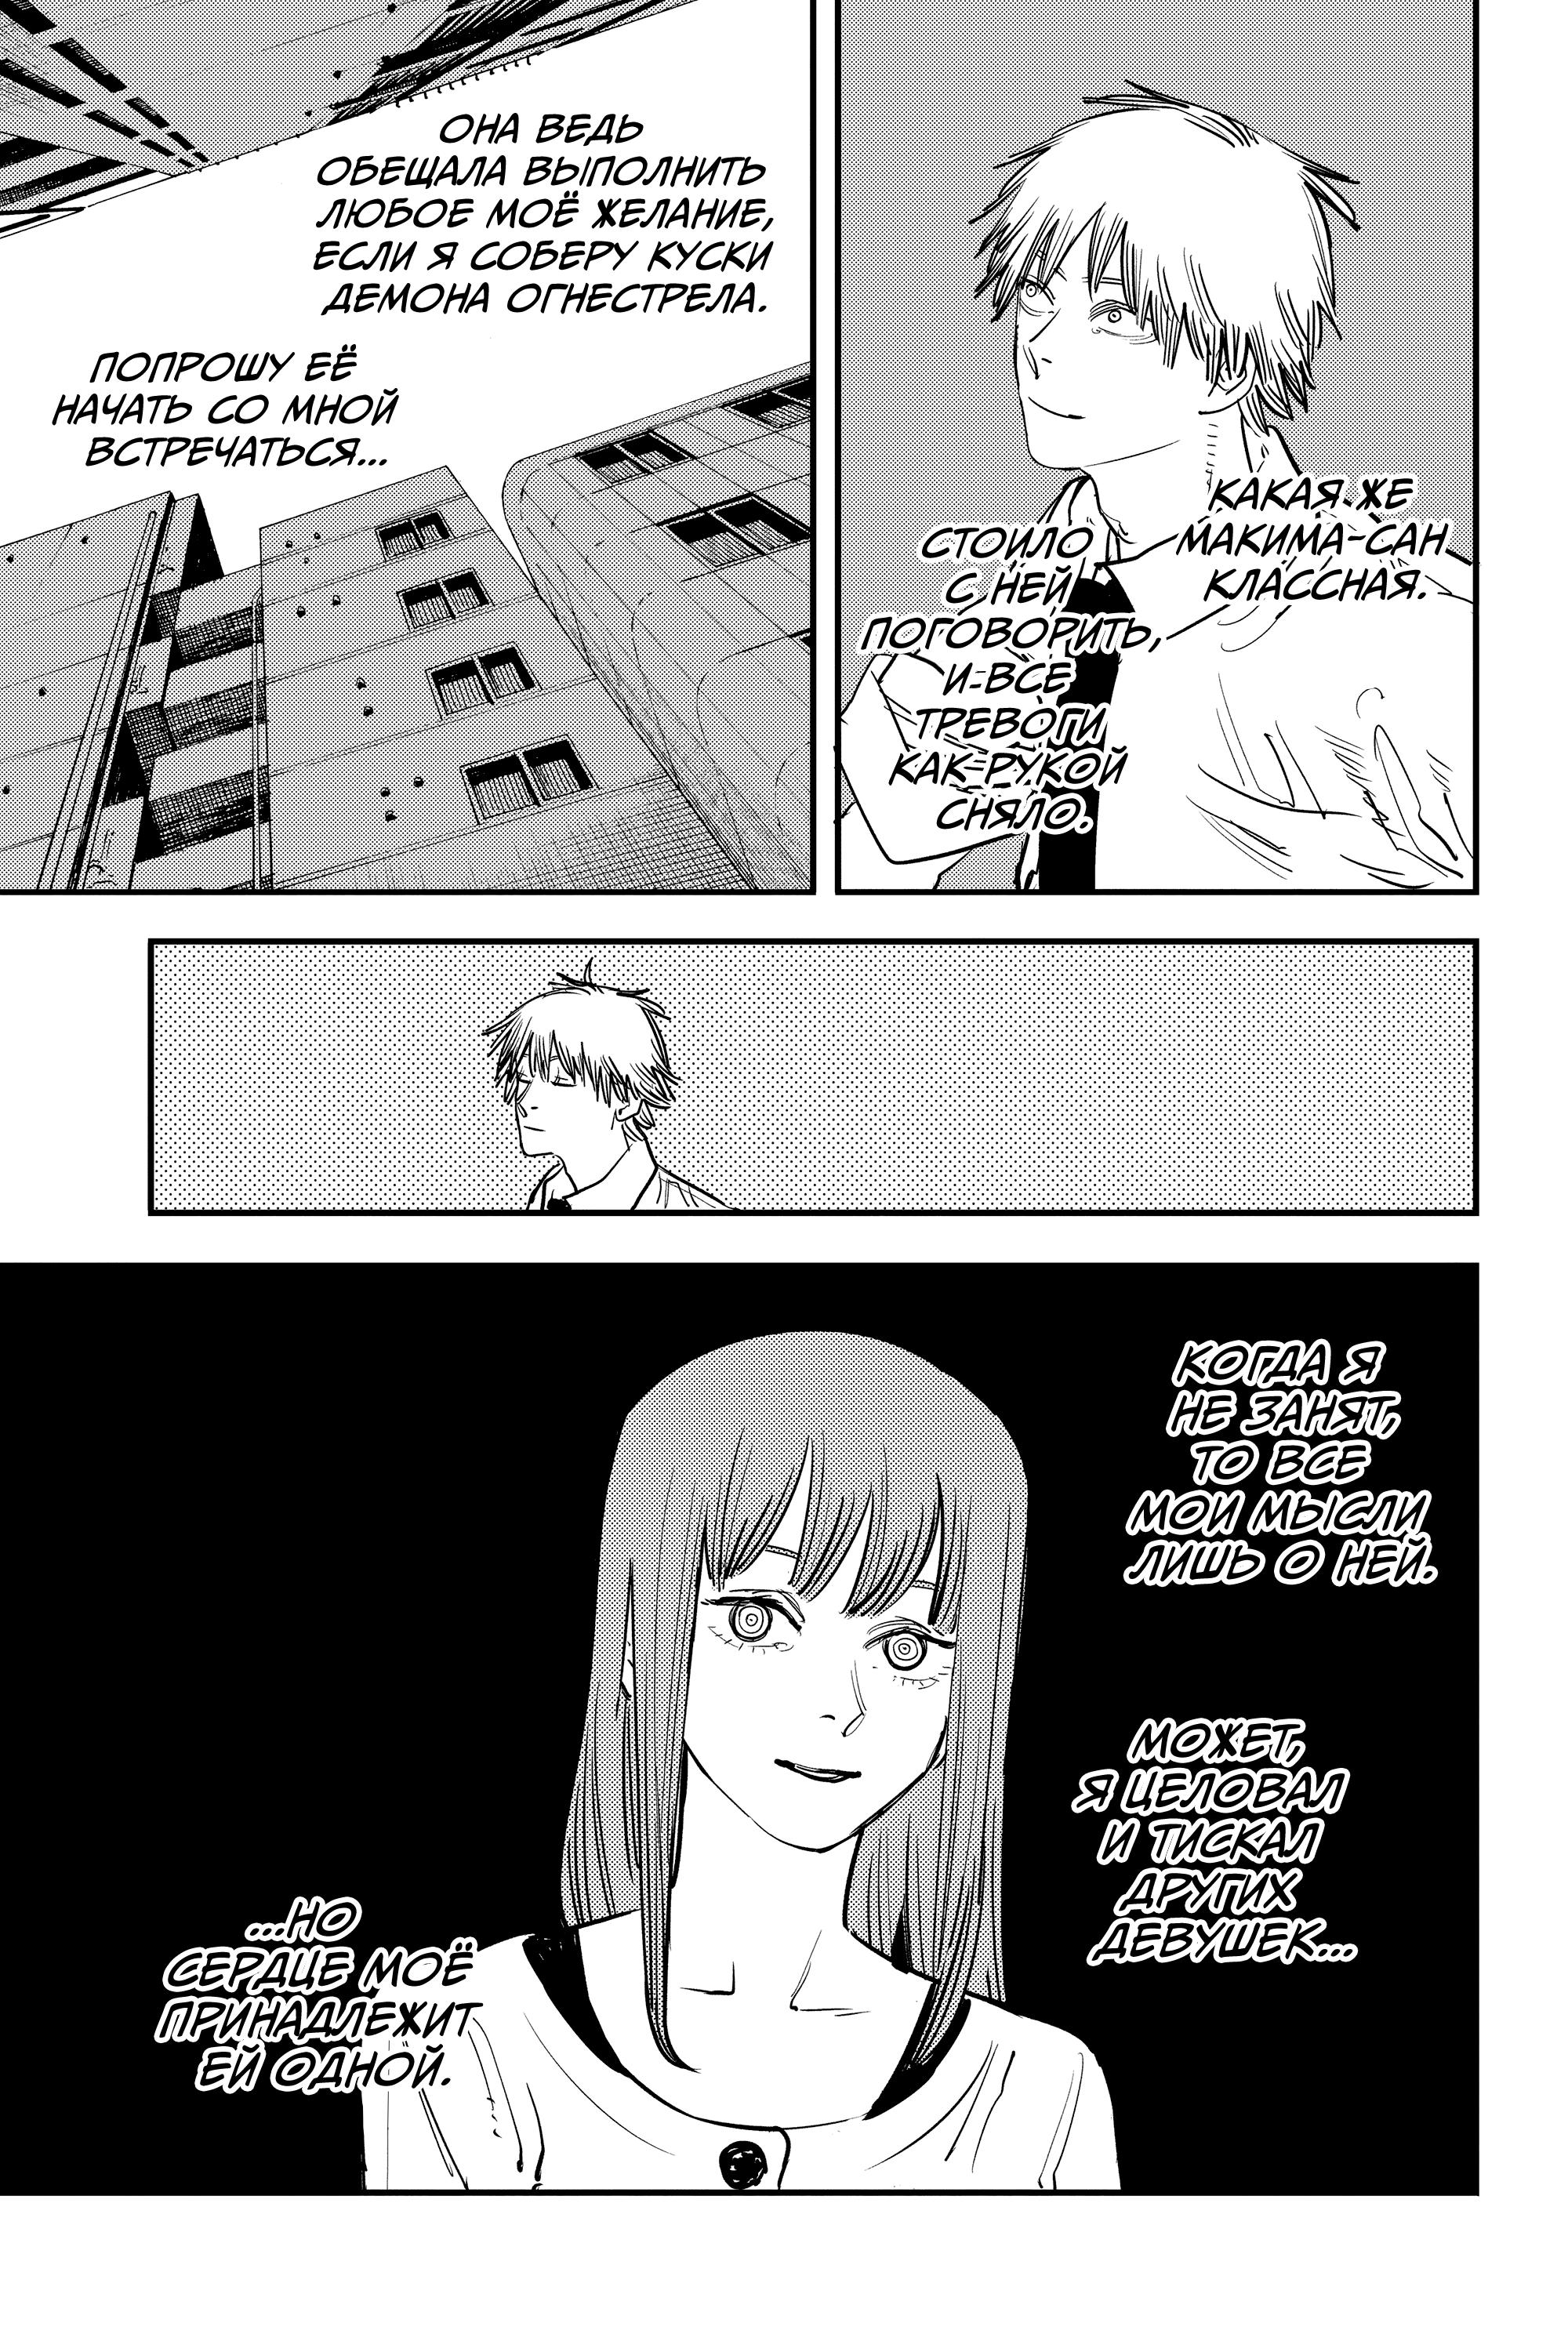 КАКАЯ ЖЕ
МАКИМА-САН
КЛАССНАЯ.
СТОИЛО
С НЕЙ
ПОГОВОРИТЬ,
И ВСЕ
ТРЕВОГИ
КАК РУКОЙ
СНЯЛО.
ОНА ВЕДЬ
ОБЕЩАЛА ВЫПОЛНИТЬ
ЛЮБОЕ МОЁ ЖЕЛАНИЕ,
ЕСЛИ Я СОБЕРУ КУСКИ
ДЕМОНА ОГНЕСТРЕЛА.
ПОПРОШУ ЕЁ
НАЧАТЬ СО МНОЙ
ВСТРЕЧАТЬСЯ...
КОГДА Я
НЕ ЗАНЯТ,
ТО ВСЕ
МОИ МЫСЛИ
ЛИШЬ О НЕЙ.
МОЖЕТ,
Я ЦЕЛОВАЛ
И ТИСКАЛ
ДРУГИХ
ДЕВУШЕК...
...НО
СЕРДЦЕ МОЁ
ПРИНАДЛЕЖИТ
ЕЙ ОДНОЙ.